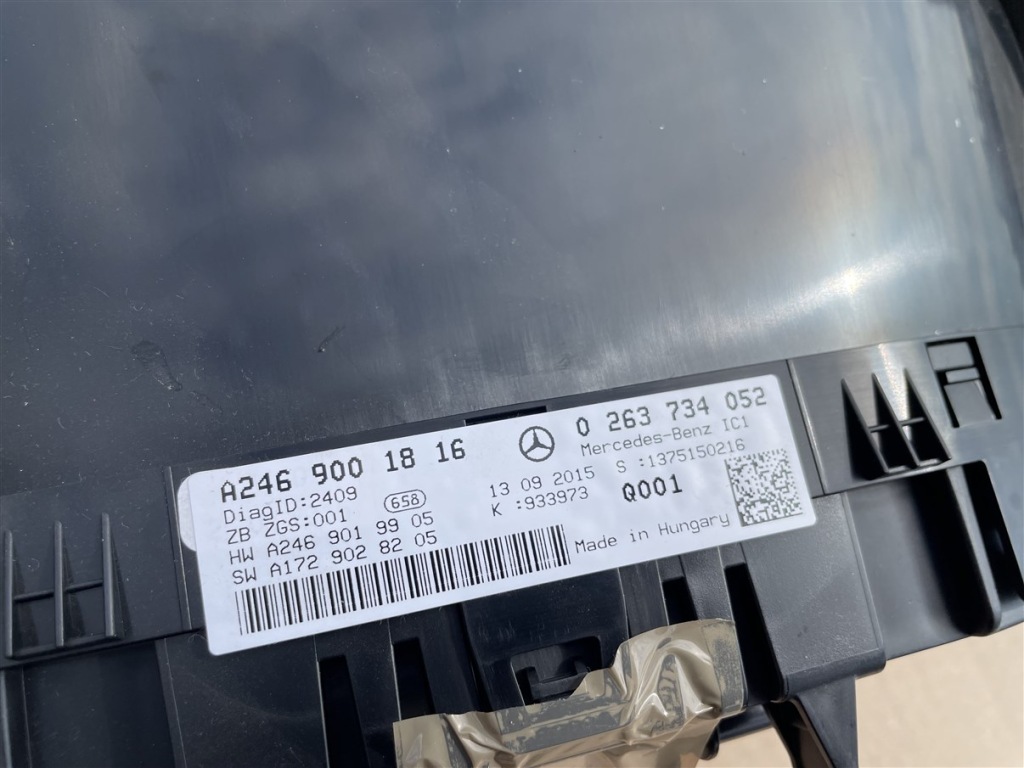 A246 900 18 16
0 263 734 052
Mercedes-Benz IC1
DiagID:2409
658
13 09 2015
S :1375150216
ZB ZGS:001
K :933973
Q001
HW A246 901 99 05
SW A172 902 82 05
Made in Hungary